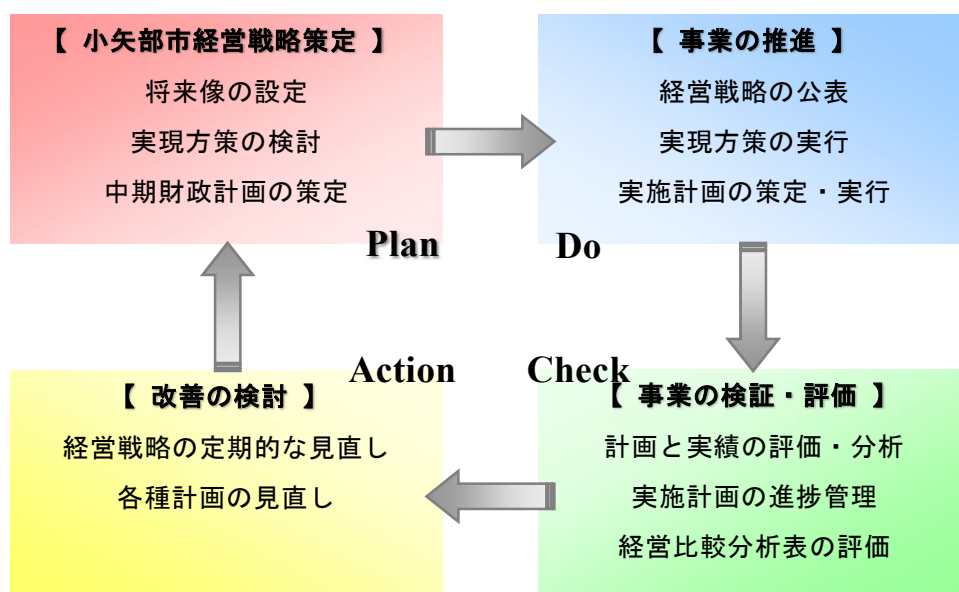 【 小矢部市経営戦略策定 】
将来像の設定
実現方策の検討
中期財政計画の策定
Plan
【 事業の推進 】
経営戦略の公表
実現方策の実行
実施計画の策定・実行
Do
Action
【 改善の検討 】
経営戦略の定期的な見直し
各種計画の見直し
Check
【 事業の検証・評価 】
計画と実績の評価・分析
実施計画の進捗管理
経営比較分析表の評価